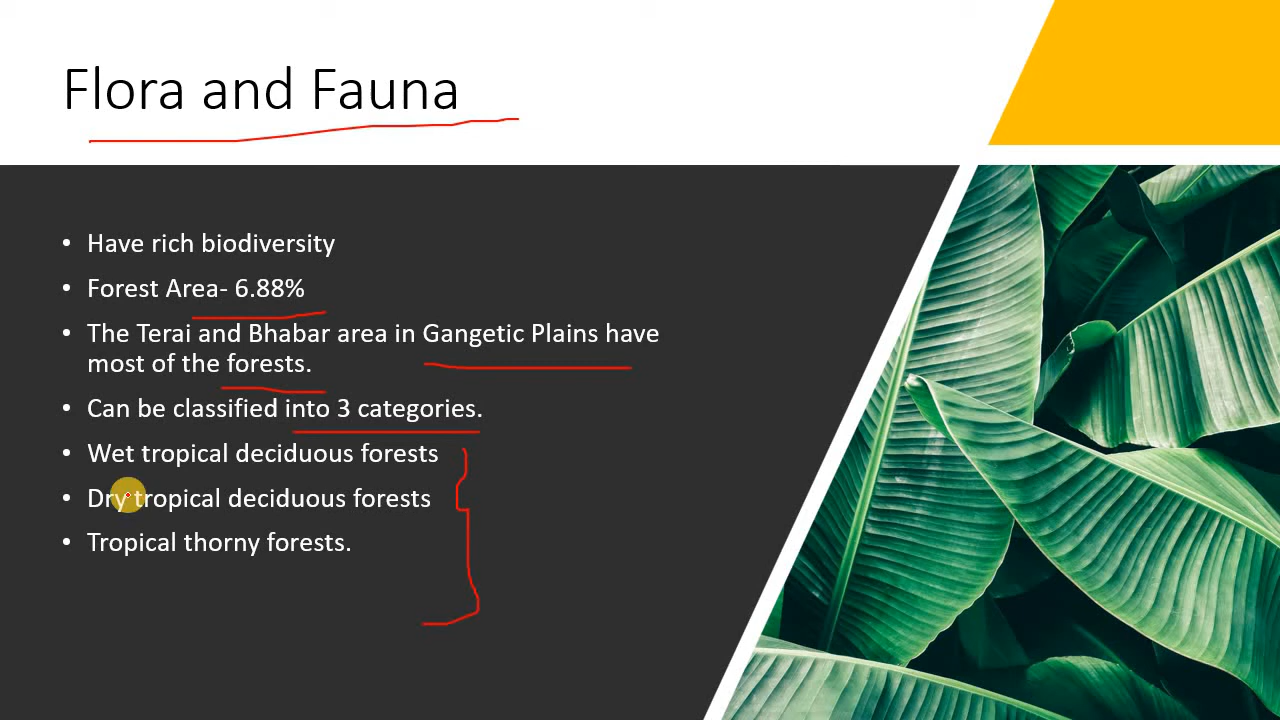 Flora and Fauna
• Have rich biodiversity
• Forest Area- 6.88%
• The Terai and Bhabar area in Gangetic Plains have
most of the forests.
• Can be classified into 3 categories.
• Wet tropical deciduous forests
• Dry tropical deciduous forests
• Tropical thorny forests.